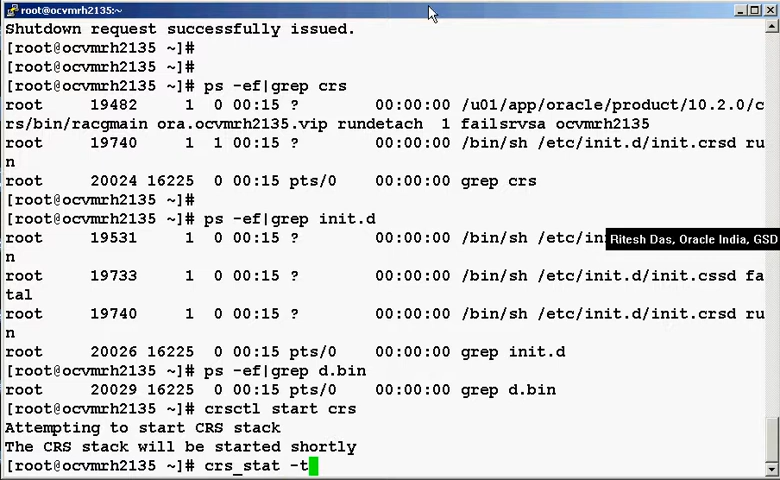 root@ocvmrh2135:~
Shutdown request successfully issued.
[root@ocvmrh2135 ~]#
[root@ocvmrh2135 ~]#
[root@ocvmrh2135 ~]# ps -ef|grep crs
root     19482     1  0 00:15 ?        00:00:00 /u01/app/oracle/product/10.2.0/c
rs/bin/racgmain ora.ocvmrh2135.vip rundetach  1 failsrvsa ocvmrh2135
root     19740     1  1 00:15 ?        00:00:00 /bin/sh /etc/init.d/init.crsd ru
n
root     20024 16225  0 00:15 pts/0    00:00:00 grep crs
[root@ocvmrh2135 ~]#
[root@ocvmrh2135 ~]# ps -ef|grep init.d
root     19531     1  0 00:15 ?        00:00:00 /bin/sh /etc/in
Ritesh Das, Oracle India, GSD
n
root     19733     1  0 00:15 ?        00:00:00 /bin/sh /etc/init.d/init.cssd fa
tal
root     19740     1  0 00:15 ?        00:00:00 /bin/sh /etc/init.d/init.crsd ru
n
root     20026 16225  0 00:15 pts/0    00:00:00 grep init.d
[root@ocvmrh2135 ~]# ps -ef|grep d.bin
root     20029 16225  0 00:15 pts/0    00:00:00 grep d.bin
[root@ocvmrh2135 ~]# crsctl start crs
Attempting to start CRS stack
The CRS stack will be started shortly
[root@ocvmrh2135 ~]# crs_stat -t